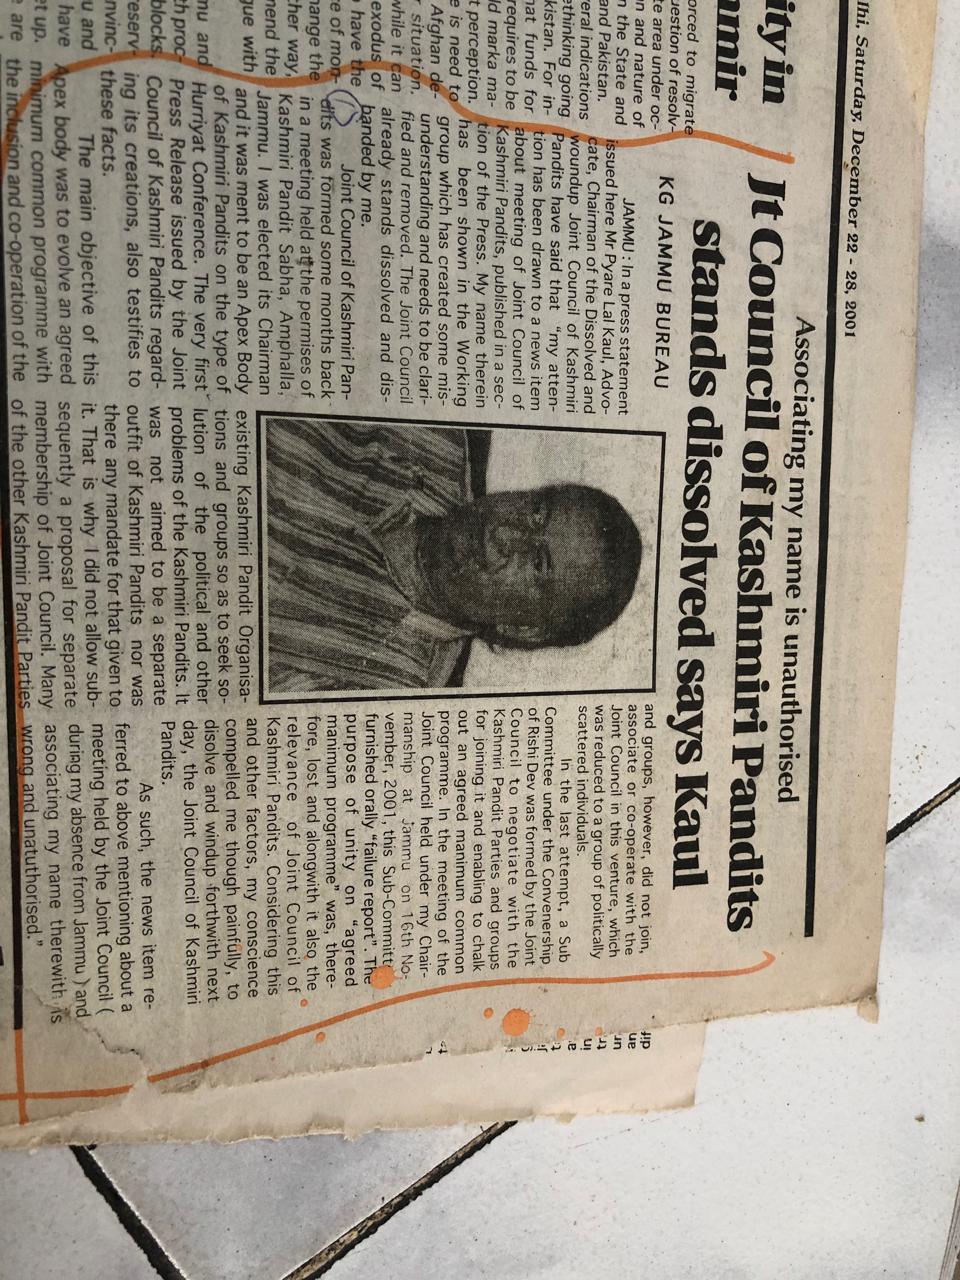 lhi, Saturday, December 22 - 28, 2001
ity in
mir
orced to migrate
uestion of resolv-
te area under oc-
n and nature of
n the State and
and Pakistan.
veral indications
ethinking going
kistan. For in-
hat funds for
requires to be
ld marka ma-
t perception.
e is need to
Afghan de-
r situation.
while it can
exodus of
o have the
ce of mon-
hange the
ther way,
mend the
gue with
mu and
th proc
blocks.
reserv-
nvinc-
u and
have
et up.
e are
Associating my name is unauthorised
Jt Council of Kashmiri Pandits
stands dissolved says Kaul
KG JAMMU BUREAU
JAMMU : In a press statement
issued here Mr Pyare Lal Kaul, Advo-
cate, Chairman of the Dissolved and
woundup Joint Council of Kashmiri
Pandits have said that "my atten-
tion has been drawn to a news item
about meeting of Joint Council of
Kashmiri Pandits, published in a sec-
tion of the Press. My name therein
has been shown in the Working
group which has created some mis-
understanding and needs to be clari-
fied and removed. The Joint Council
already stands dissolved and dis-
banded by me.
Joint Council of Kashmiri Pan-
dits was formed some months back
in a meeting held at the permises of
Kashmiri Pandit Sabha, Amphalla,
Jammu. I was elected its Chairman
and it was ment to be an Apex Body
of Kashmiri Pandits on the type of
Hurriyat Conference. The very first
Press Release issued by the Joint
Council of Kashmiri Pandits regard-
ing its creations, also testifies to
these facts.
The main objective of this
Apex body was to evolve an agreed
minimum common programme with
the inclusion and co-operation of the
existing Kashmiri Pandit Organisa-
tions and groups so as to seek so-
lution of the political and other
problems of the Kashmiri Pandits. It
was not aimed to be a separate
outfit of Kashmiri Pandits nor was
there any mandate for that given to
it. That is why I did not allow sub-
sequently a proposal for separate
membership of Joint Council. Many
of the other Kashmiri Pandit Parties
and groups, however, did not join,
associate or co-operate with the
Joint Council in this venture, which
was reduced to a group of politically
scattered individuals.
In the last attempt, a Sub
Committee under the Convenership
of Rishi Dev was formed by the Joint
Council to negotiate with the
Kashmiri Pandit Parties and groups
for joining it and enabling to chalk
out an agreed manimum common
programme. In the meeting of the
Joint Council held under my Chair-
manship at Jammu on 16th No-
vember, 2001, this Sub-Committ
furnished orally "failure report". The
purpose of unity on "agreed
manimum programme" was, there-
fore, lost and alongwith it also the
relevance of Joint Council of
Kashmiri Pandits. Considering this
and other factors, my conscience
compelled me though painfully, to
disolve and windup forthwith next
day, the Joint Council of Kashmiri
Pandits.
As such, the news item re-
ferred to above mentioning about a
meeting held by the Joint Council (
during my absence from Jammu ) and
associating my name therewith is
wrong and unatuthorised."